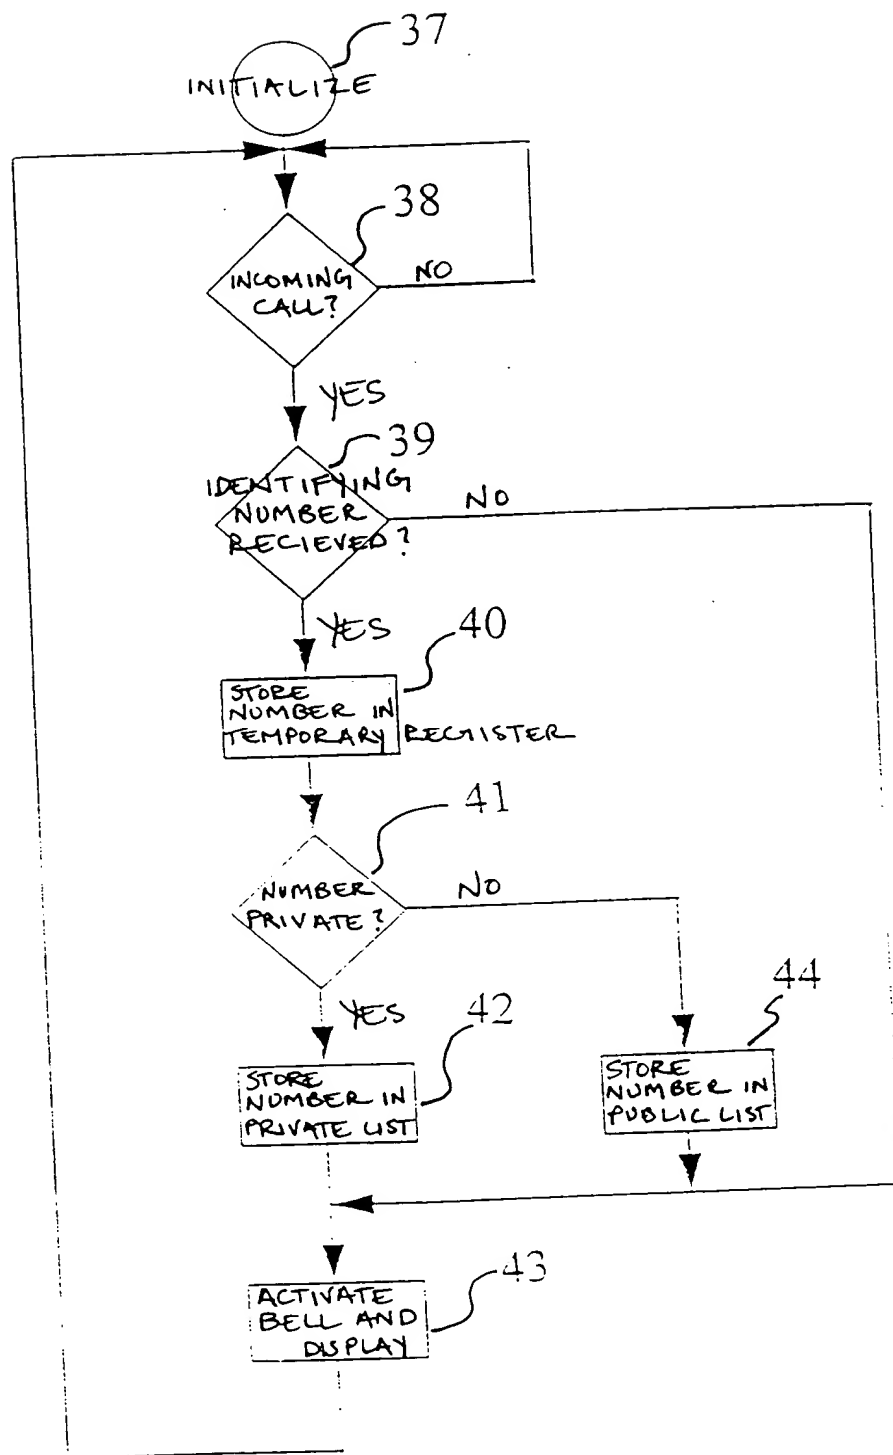 37
INITIALIZE
38
INCOMING
CALL?
NO
YES
39
IDENTIFYING
NUMBER
RECIEVED?
NO
YES
40
STORE
NUMBER IN
TEMPORARY REGISTER
41
NUMBER
PRIVATE?
NO
YES
42
STORE
NUMBER IN
PRIVATE LIST
44
STORE
NUMBER IN
PUBLIC LIST
43
ACTIVATE
BELL AND
DISPLAY